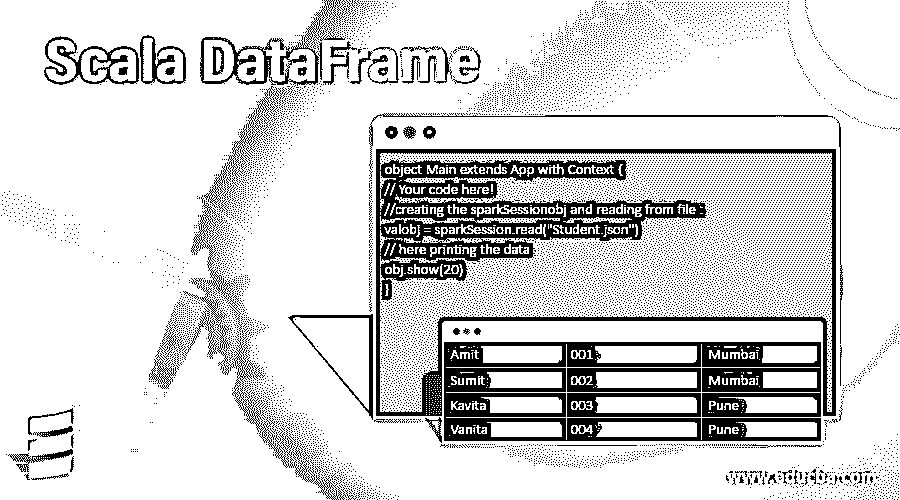 Scala DataFrame
object Main extends App with Context {
// Your code here!
//creating the sparkSessionobj and reading from file :
valobj = sparkSession.read("Student.json")
// here printing the data
obj.show(20)
}
Amit 001 Mumbai
Sumit 002 Mumbai
Kavita 003 Pune
Vanita 004 Pune
www.educba.com